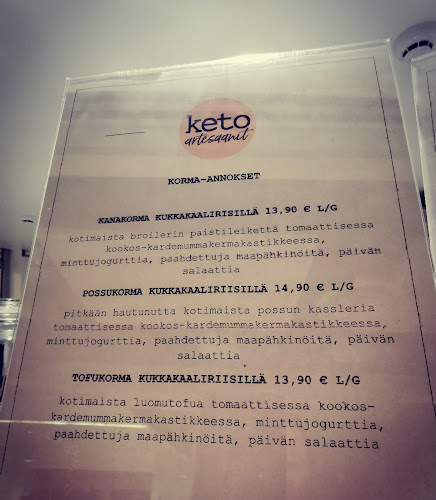 keto
artesaanit
KORMA-ANNOKSET
KANAKORMA KUKKAKAALIRISILLÄ 13,90 € L/G
kotimaista broilerin paistileikettä tomaattisessa
kookos-kardemummakermakastikkeessa,
minttujogurttia, paahdettuja maapähkinöitä, päivän
salaattia
POSSUKORMA KUKKAKAALIRIISILLÄ 14,90 € L/G
pitkään hautunutta kotimaista possun kassleria
tomaattisessa kookos-kardemummakermakastikkeessa,
minttujogurttia, paahdettuja maapähkinöitä, päivän
salaattia
TOFUKORMA KUKKAKAALIRIISILLÄ 13,90 € L/G
kotimaista luomutofua tomaattisessa kookos-
kardemummakermakastikkeessa, minttujogurttia,
paahdettuja maapähkinöitä, päivän salaattia